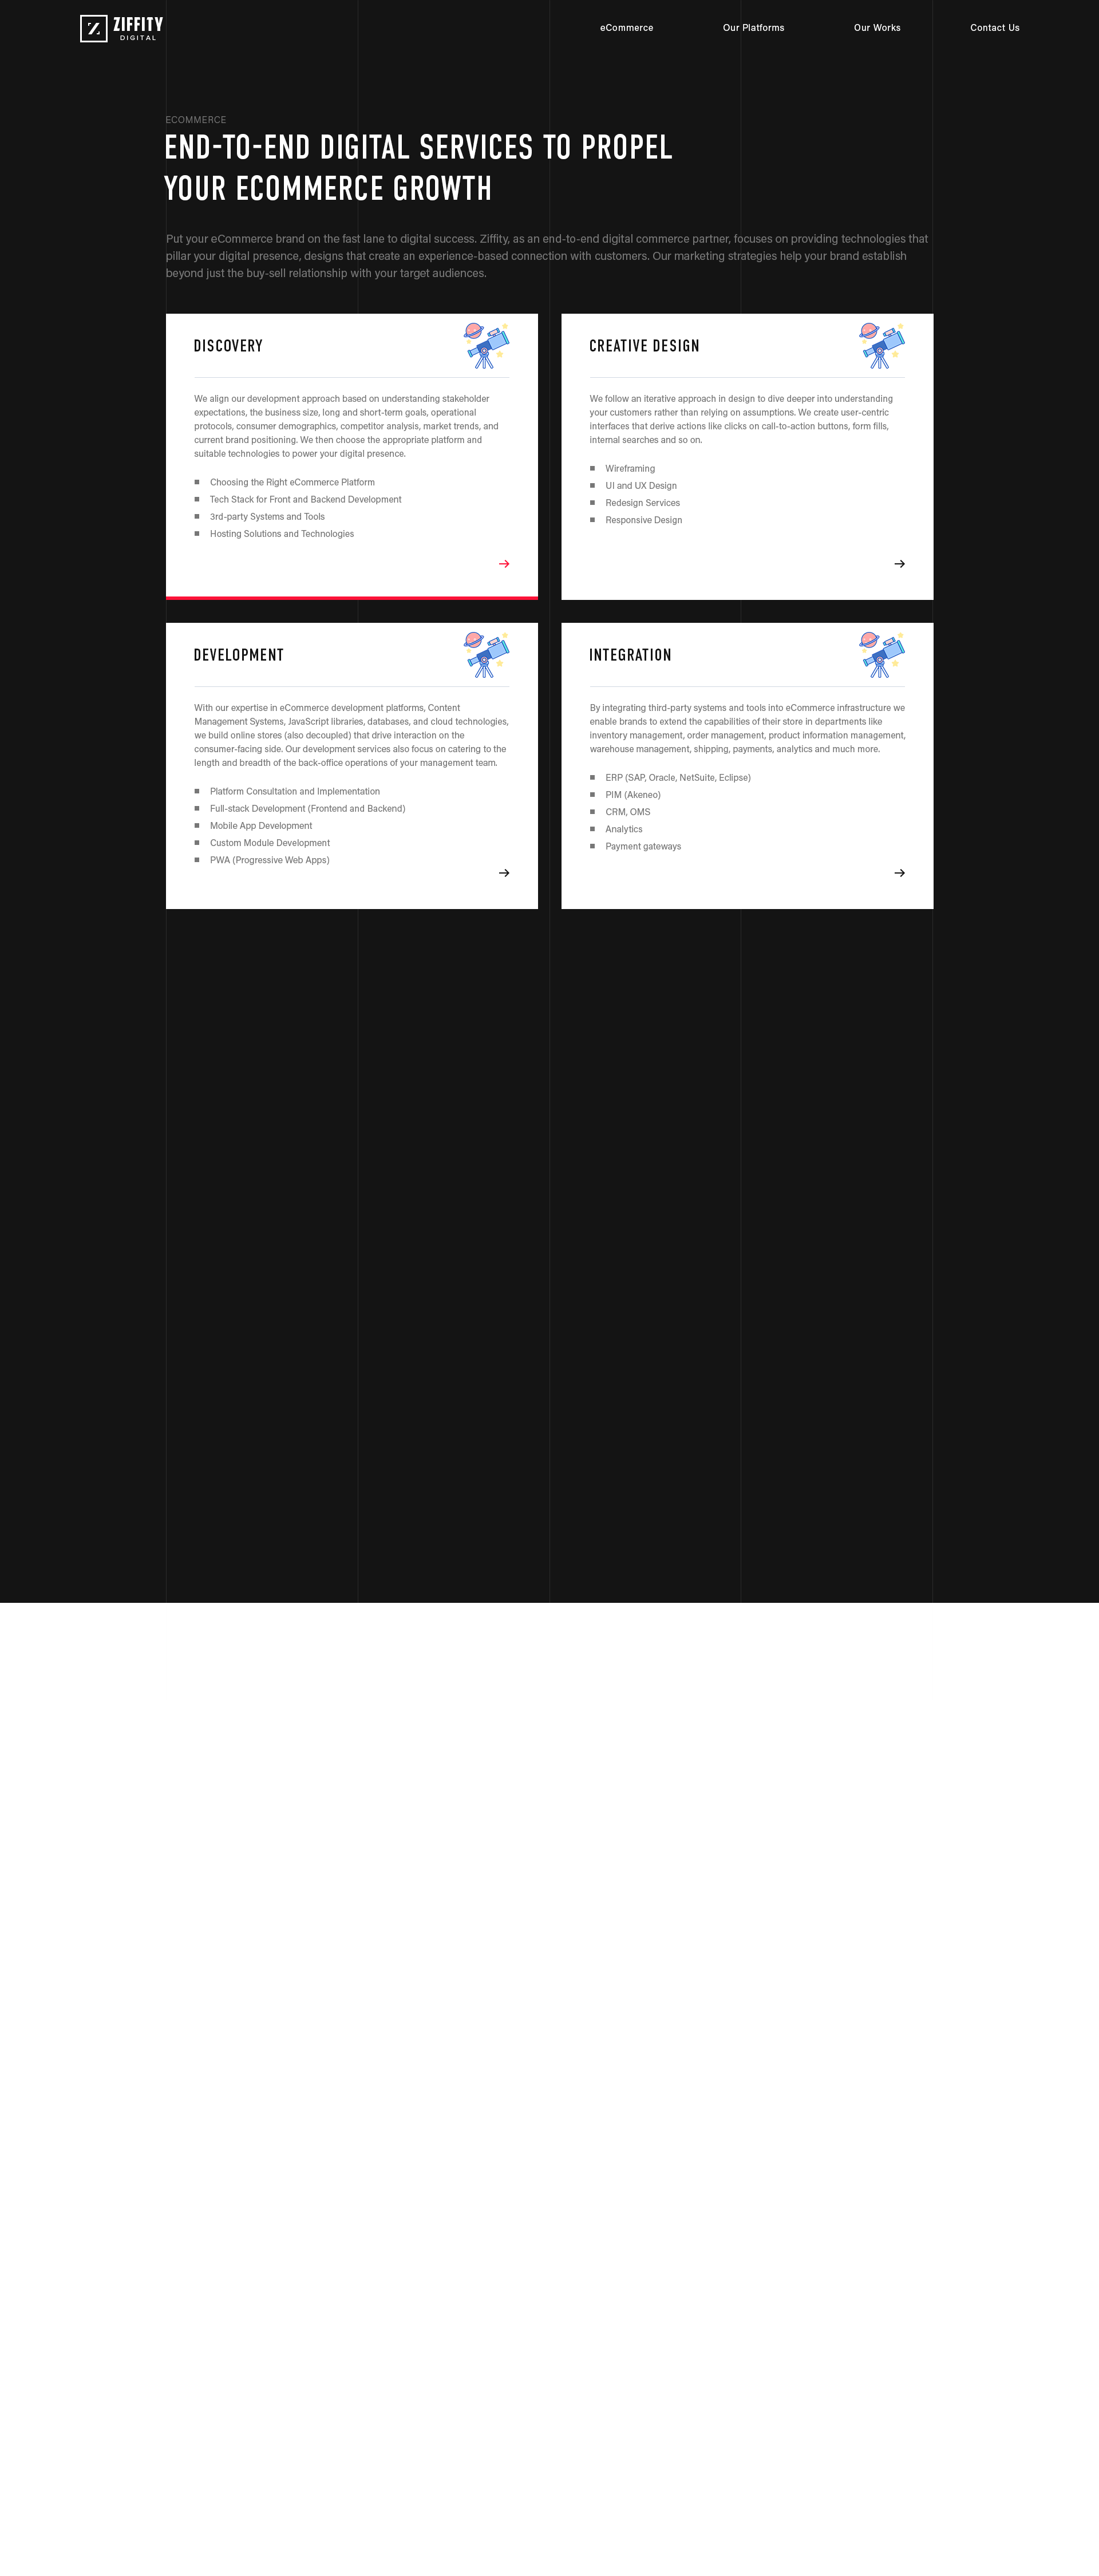 ZIFFITY
DIGITAL
eCommerce
Our Platforms
Our Works
Contact Us
ECOMMERCE
END-TO-END DIGITAL SERVICES TO PROPEL
YOUR ECOMMERCE GROWTH
Put your eCommerce brand on the fast lane to digital success. Ziffity, as an end-to-end digital commerce partner, focuses on providing technologies that
pillar your digital presence, designs that create an experience-based connection with customers. Our marketing strategies help your brand establish
beyond just the buy-sell relationship with your target audiences.
DISCOVERY
We align our development approach based on understanding stakeholder
expectations, the business size, long and short-term goals, operational
protocols, consumer demographics, competitor analysis, market trends, and
current brand positioning. We then choose the appropriate platform and
suitable technologies to power your digital presence.
Choosing the Right eCommerce Platform
Tech Stack for Front and Backend Development
3rd-party Systems and Tools
Hosting Solutions and Technologies
CREATIVE DESIGN
We follow an iterative approach in design to dive deeper into understanding
your customers rather than relying on assumptions. We create user-centric
interfaces that derive actions like clicks on call-to-action buttons, form fills,
internal searches and so on.
Wireframing
UI and UX Design
Redesign Services
Responsive Design
DEVELOPMENT
With our expertise in eCommerce development platforms, Content
Management Systems, JavaScript libraries, databases, and cloud technologies,
we build online stores (also decoupled) that drive interaction on the
consumer-facing side. Our development services also focus on catering to the
length and breadth of the back-office operations of your management team.
Platform Consultation and Implementation
Full-stack Development (Frontend and Backend)
Mobile App Development
Custom Module Development
PWA (Progressive Web Apps)
INTEGRATION
By integrating third-party systems and tools into eCommerce infrastructure we
enable brands to extend the capabilities of their store in departments like
inventory management, order management, product information management,
warehouse management, shipping, payments, analytics and much more.
ERP (SAP, Oracle, NetSuite, Eclipse)
PIM (Akeneo)
CRM, OMS
Analytics
Payment gateways